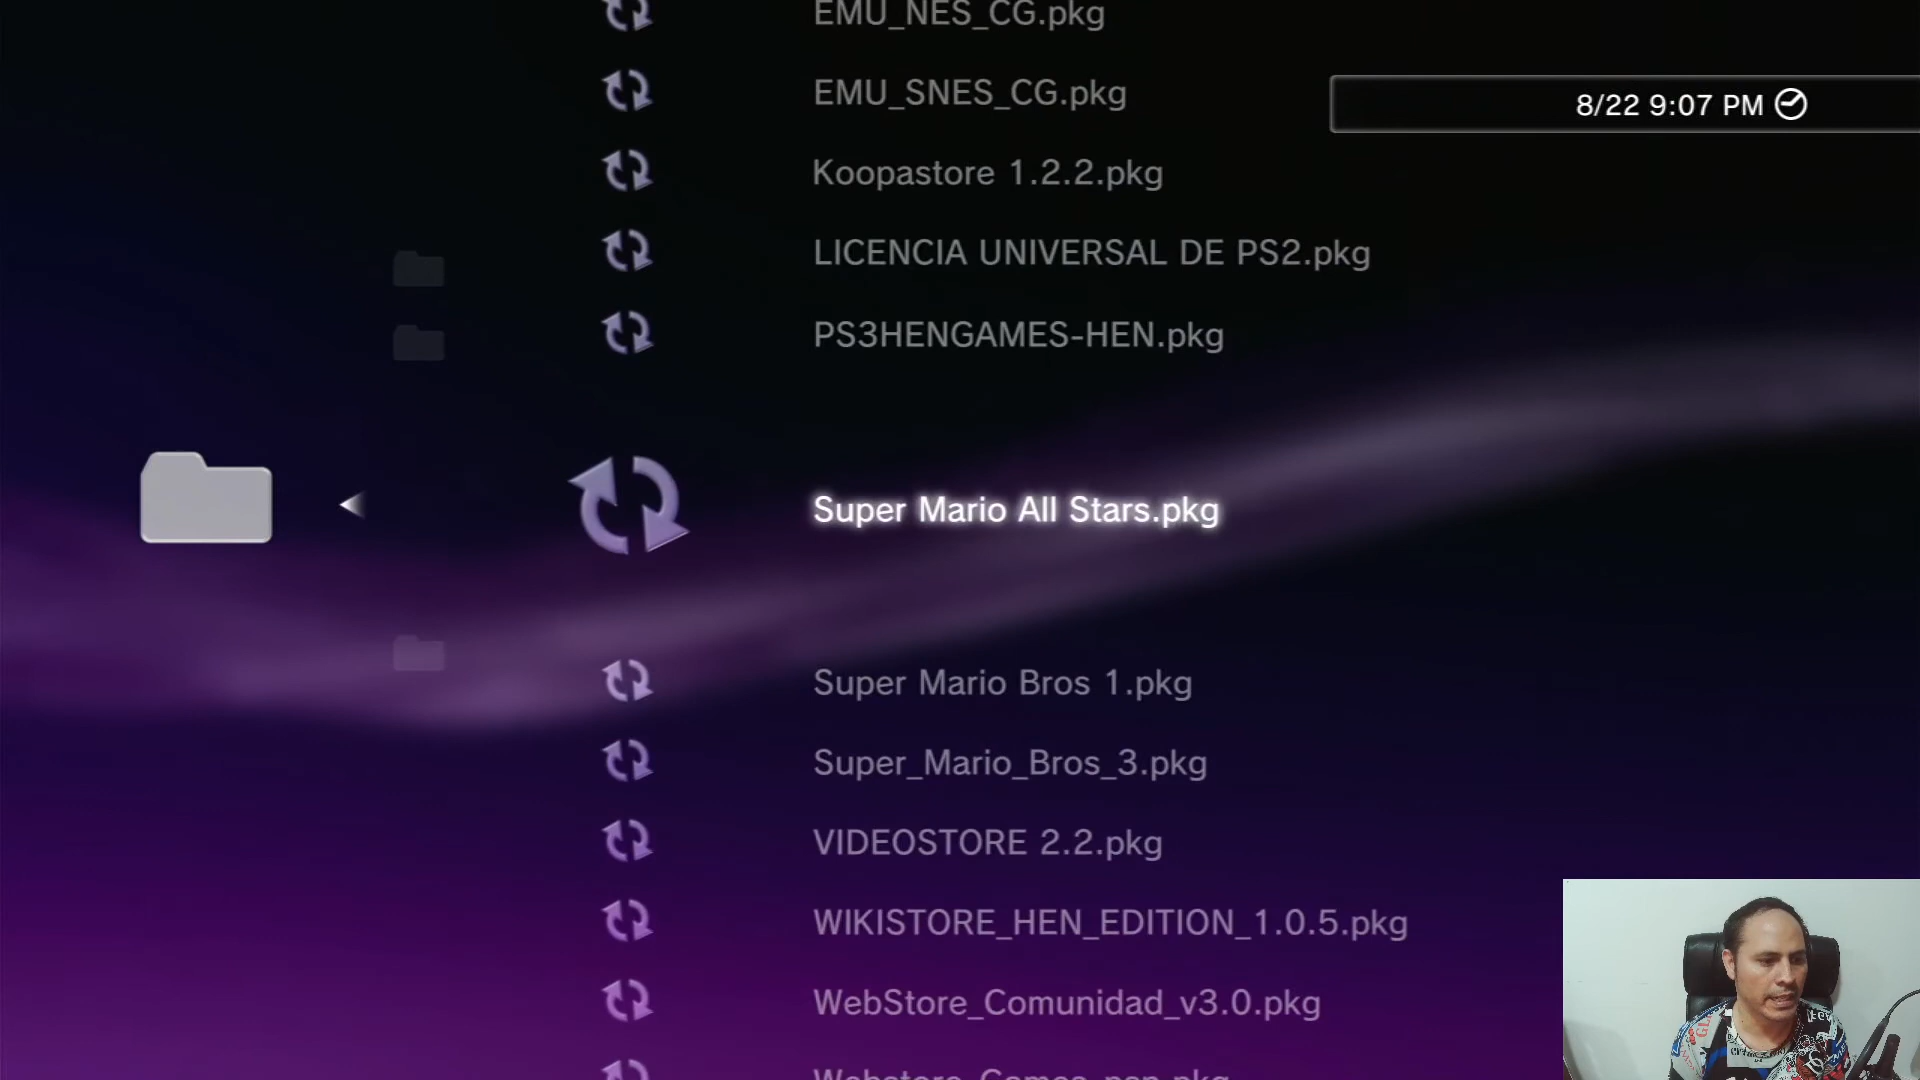 EMU_NES_CG.pkg
EMU_SNES_CG.pkg
8/22 9:07 PM
Koopastore 1.2.2.pkg
LICENCIA UNIVERSAL DE PS2.pkg
PS3HENGAMES-HEN.pkg
Super Mario All Stars.pkg
Super Mario Bros 1.pkg
Super_Mario_Bros_3.pkg
VIDEOSTORE 2.2.pkg
WIKISTORE_HEN_EDITION_1.0.5.pkg
WebStore_Comunidad_v3.0.pkg
Webstore_Games_psn.pkg